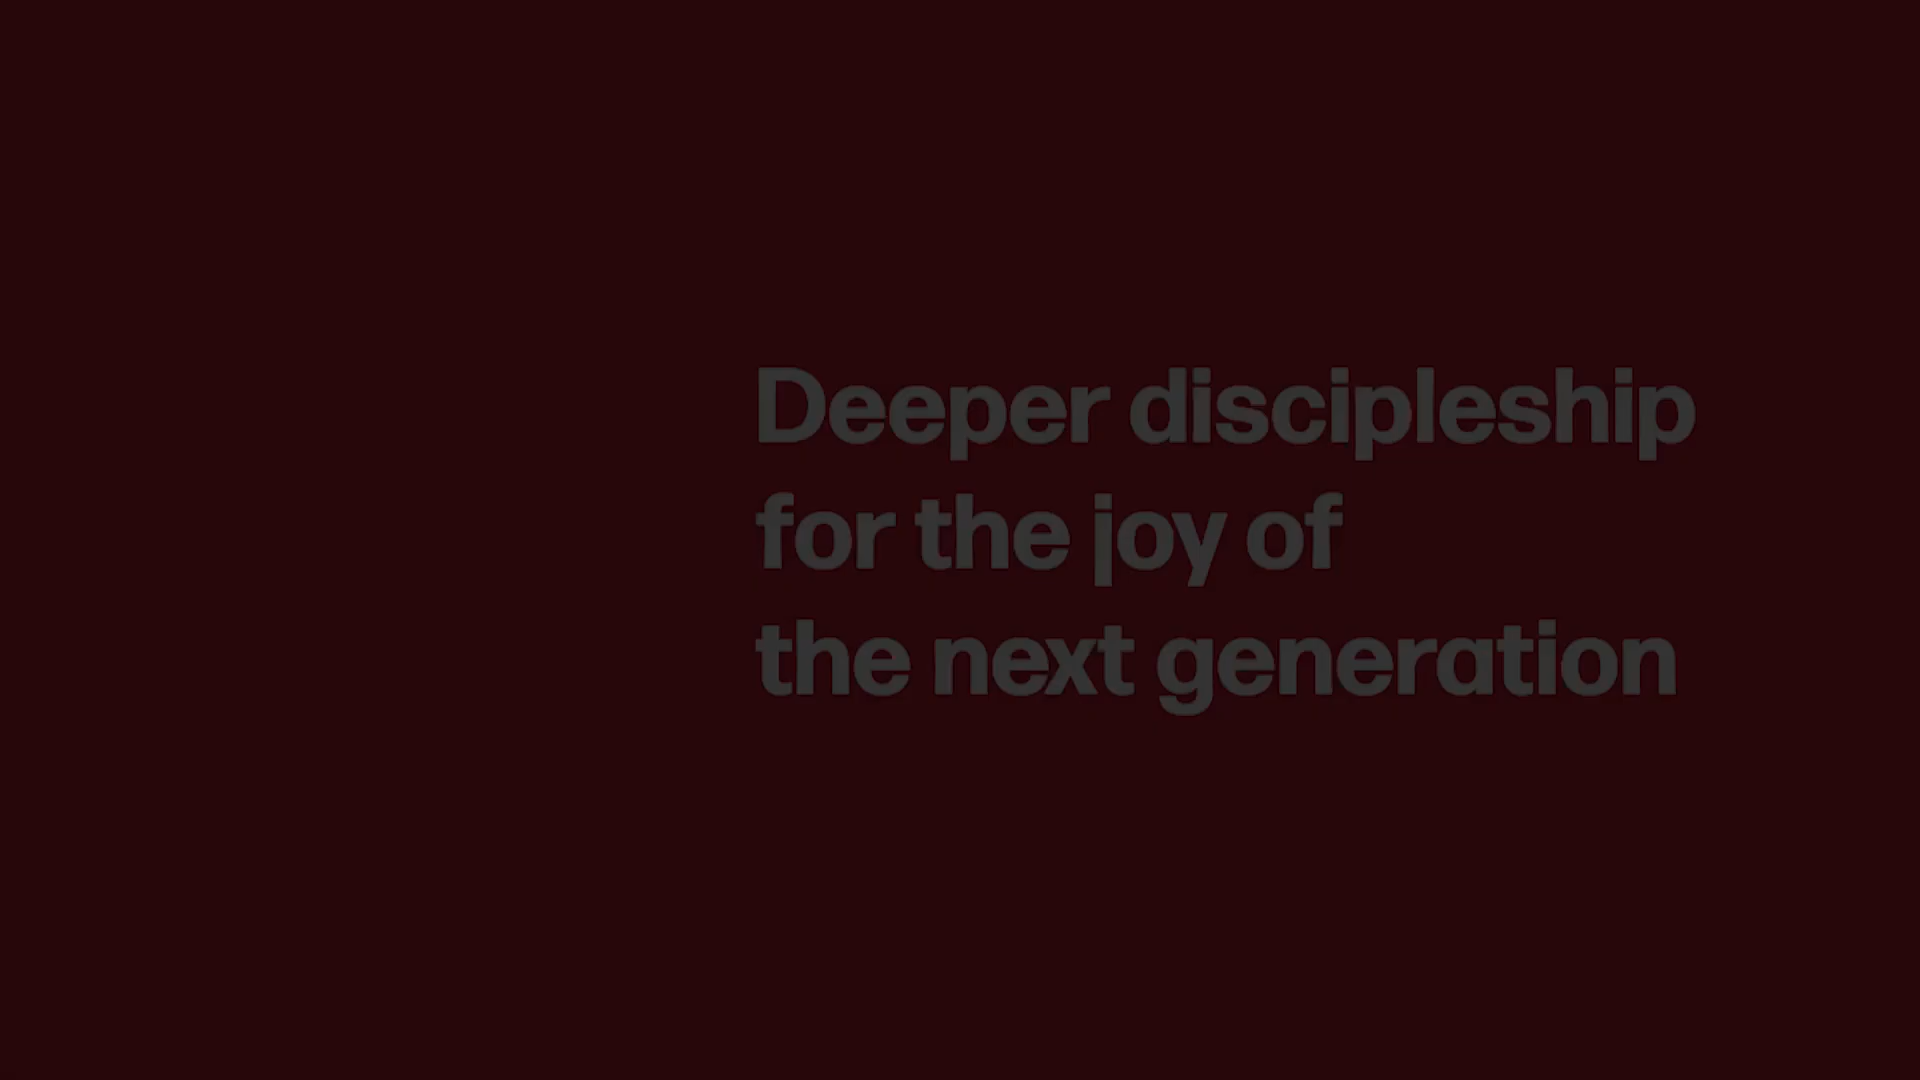 Deeper discipleship
for the joy of
the next generation